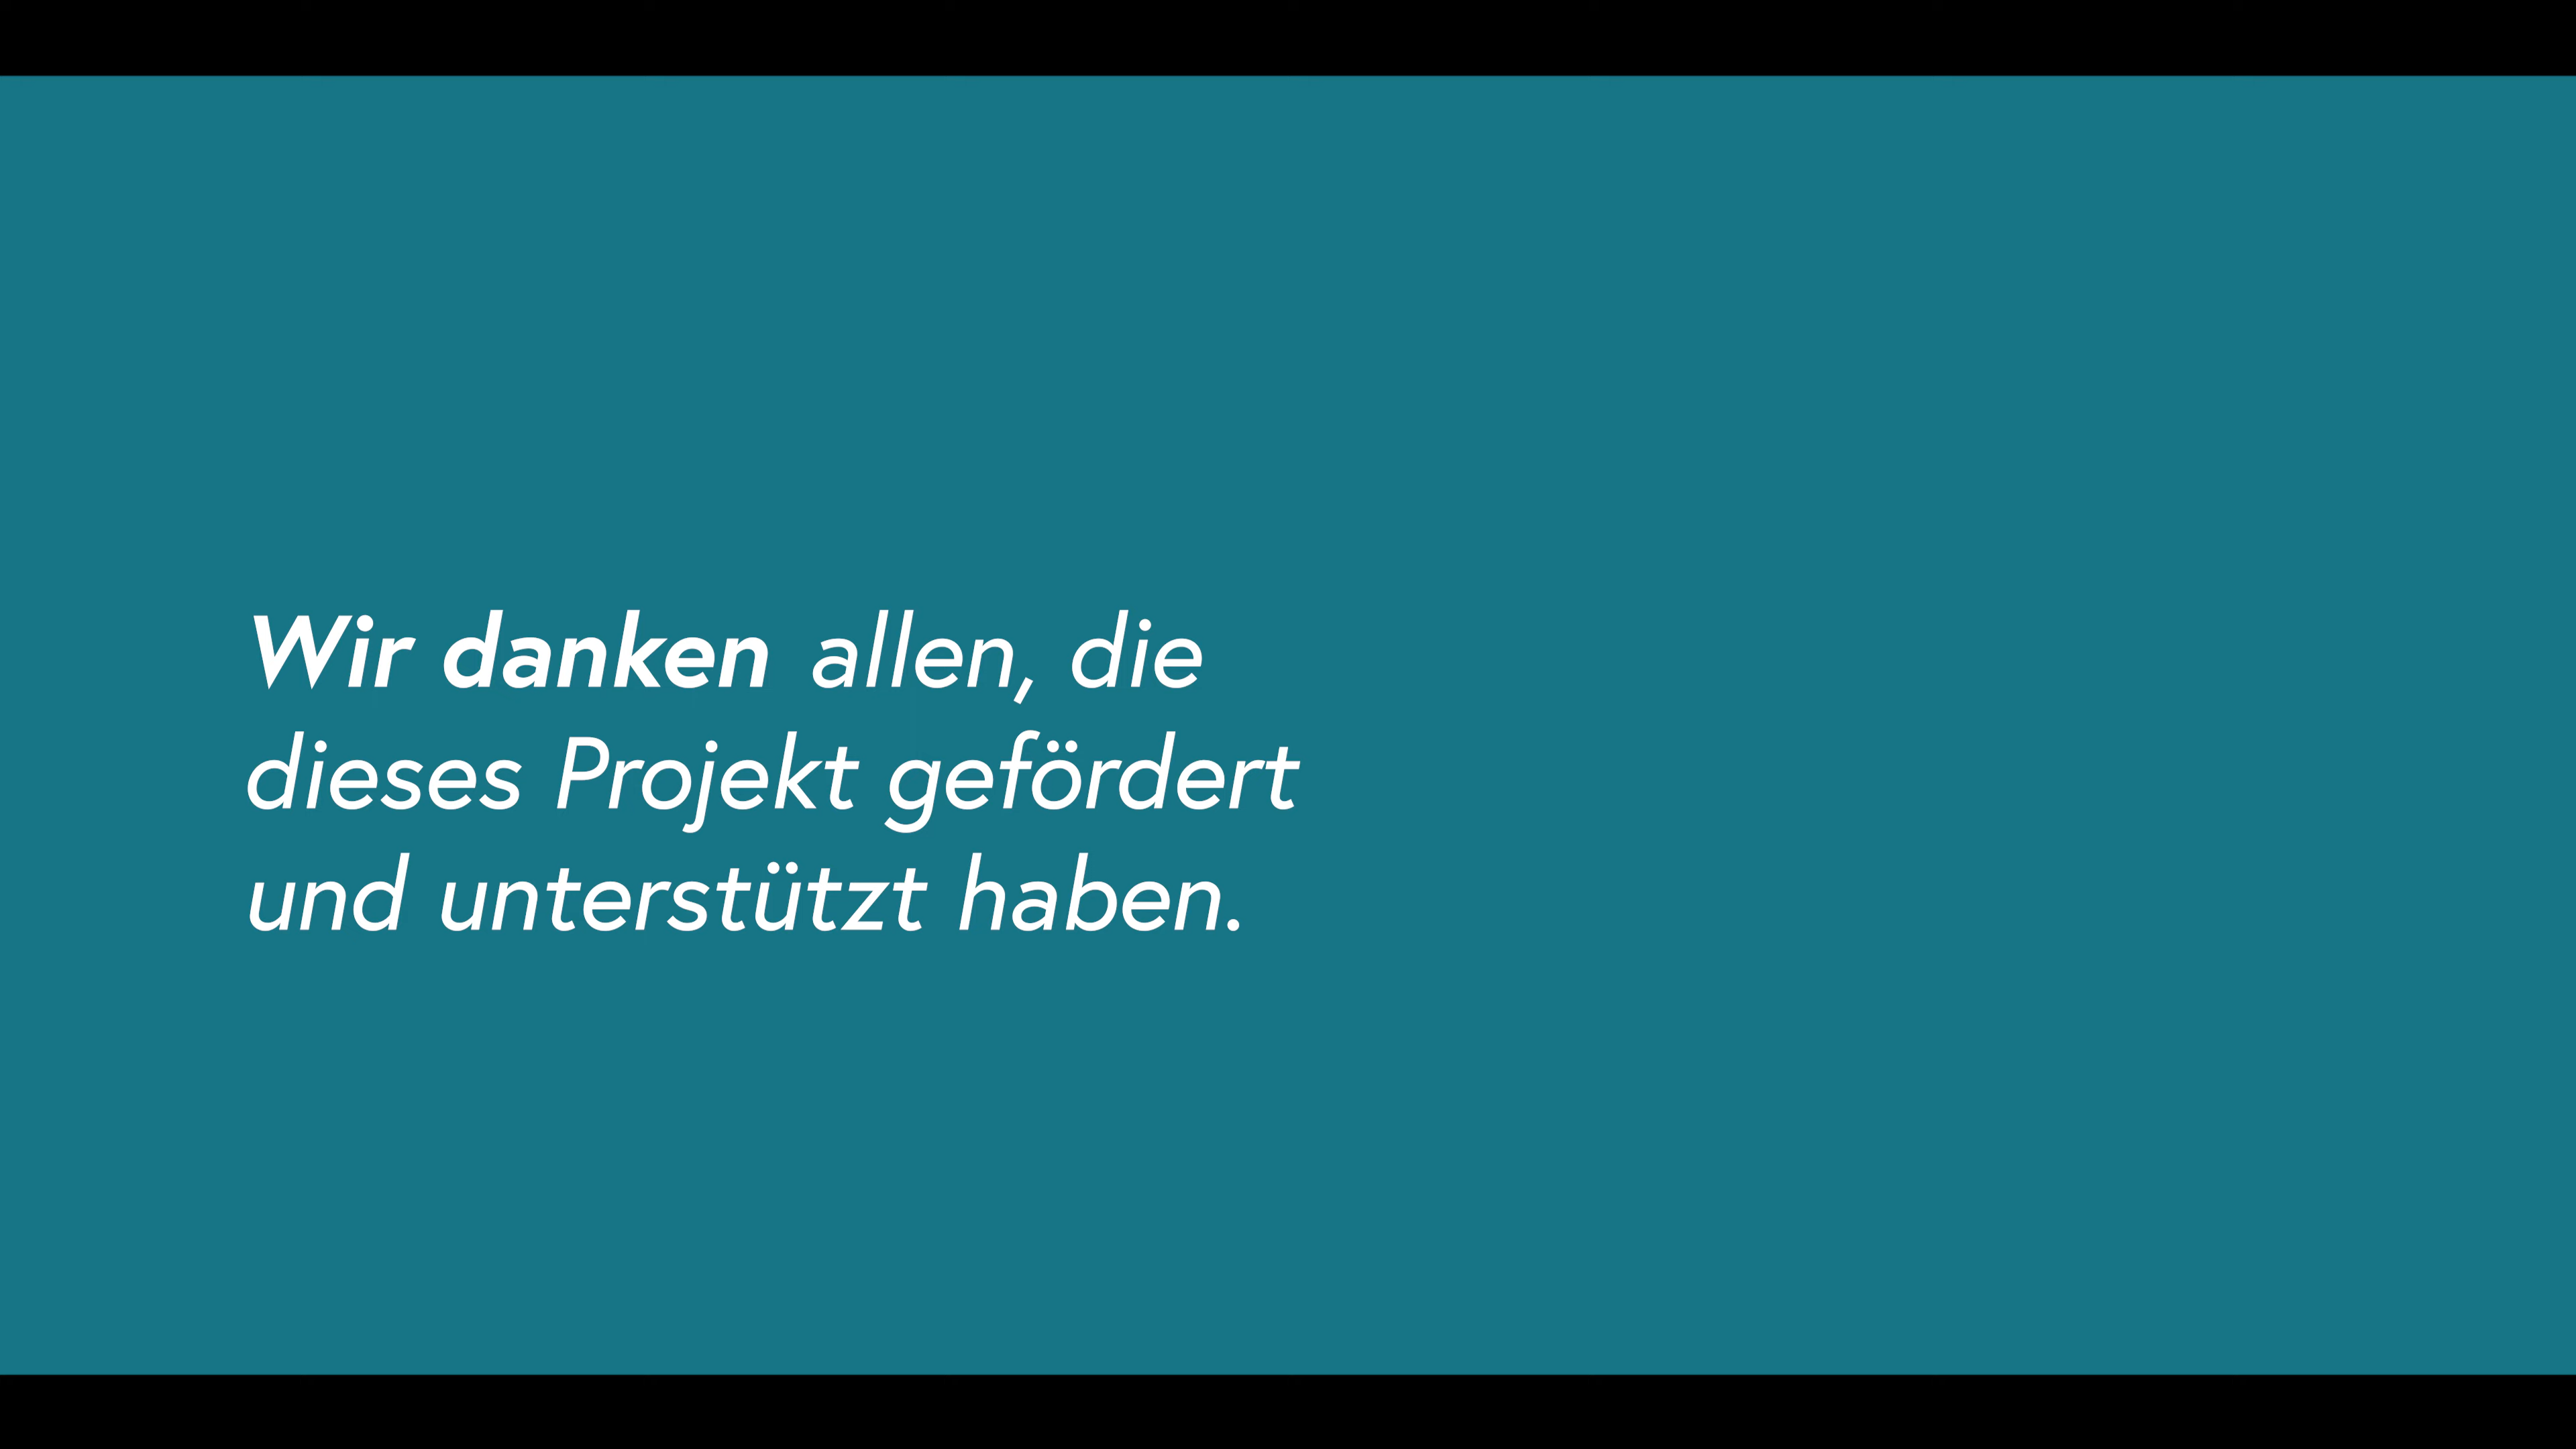 Wir danken allen, die
dieses Projekt gefördert
und unterstützt haben.